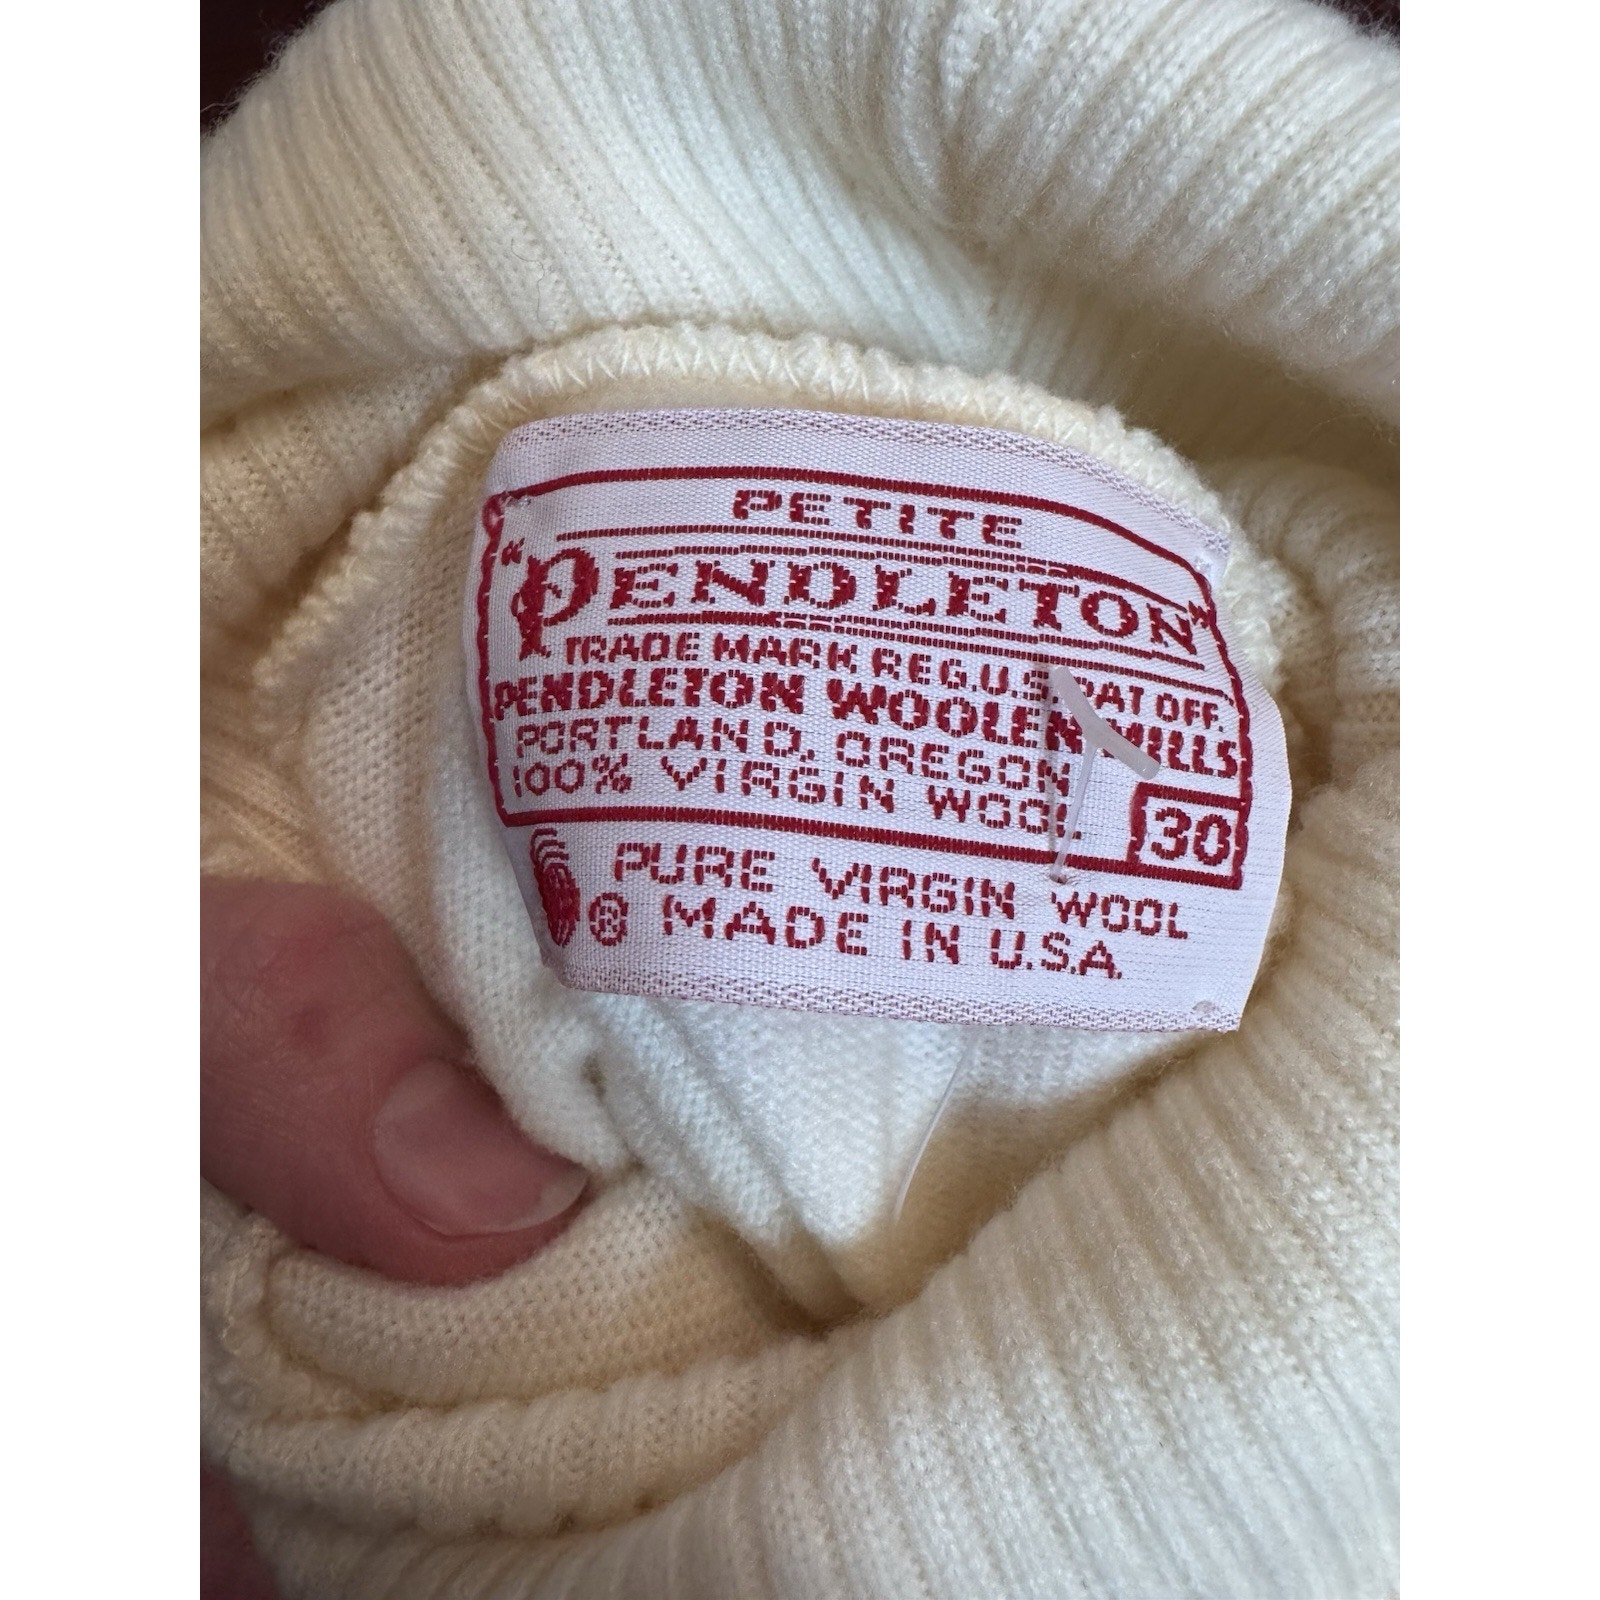 PETITE
"PENDLETON"
TRADE MARK REG. U.S. PAT OFF.
PENDLETON WOOLEN MILLS
PORTLAND, OREGON
100% VIRGIN WOOL
30
PURE VIRGIN WOOL
® MADE IN U.S.A.